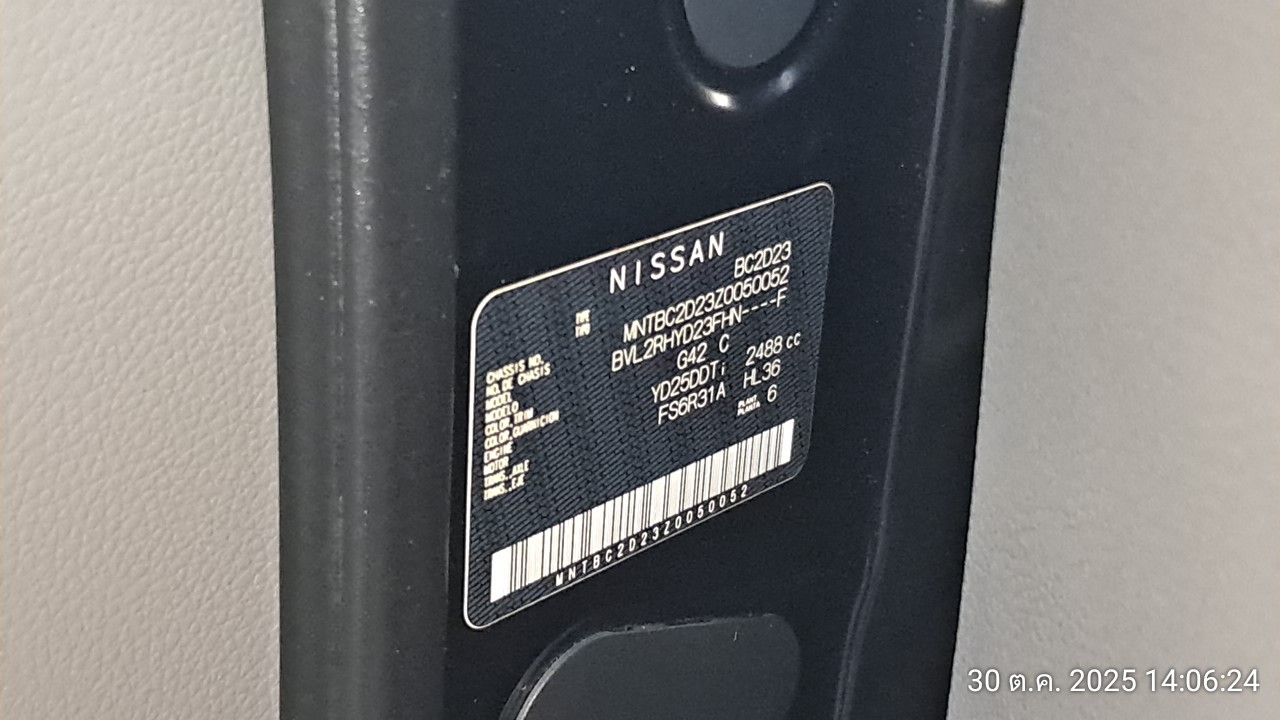 NISSAN
TYPE BC2D23
TIPO
CHASSIS NO. MNTBC2D23Z0050052
NO. DE CHASIS
MODEL BVL2RHYD23FHN----F
MODELO
COLOR, TRIM G42 C
COLOR, GUARNICION
ENGINE YD25DDTi 2488 cc
MOTOR
TRANS., AXLE FS6R31A HL36
TRANS., EJE PLANT
PLANTA 6
MNTBC2D23Z0050052
30 ต.ค. 2025 14:06:24